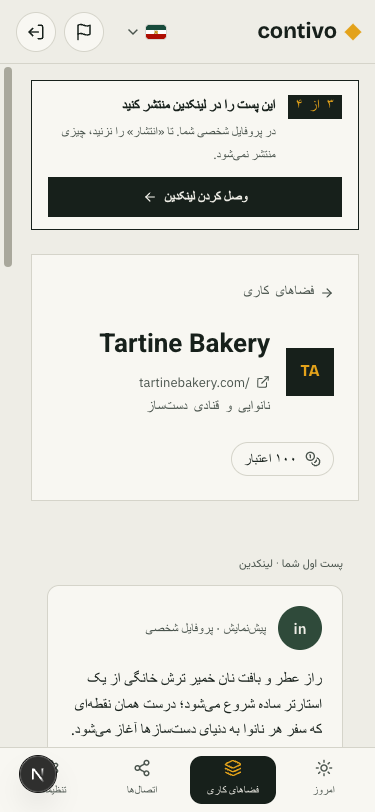 contivo
۳ از ۴
این پست را در لینکدین منتشر کنید
در پروفایل شخصی شما. تا «انتشار» را نزنید، چیزی
منتشر نمی‌شود.
وصل کردن لینکدین
فضاهای کاری
TA
Tartine Bakery
tartinebakery.com/
نانوایی و قنادی دست‌ساز
۱۰۰ اعتبار
پست اول شما · لینکدین
in
پیش‌نمایش · پروفایل شخصی
راز عطر و بافت نان خمیر ترش خانگی از یک
استارتر ساده شروع می‌شود؛ درست همان نقطه‌ای
که سفر هر نانوا به دنیای دست‌سازها آغاز می‌شود.
امروز
فضاهای کاری
اتصال‌ها
N